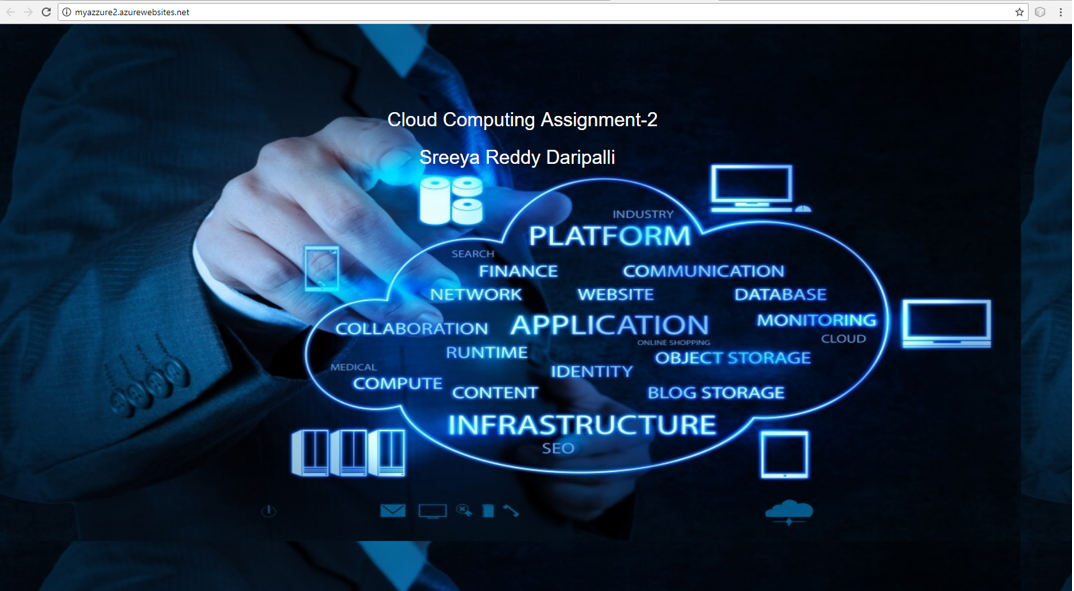 myazzure2.azurewebsites.net
Cloud Computing Assignment-2
Sreeya Reddy Daripalli
INDUSTRY
PLATFORM
SEARCH
FINANCE COMMUNICATION
NETWORK WEBSITE DATABASE
COLLABORATION APPLICATION MONITORING
ONLINE SHOPPING CLOUD
RUNTIME OBJECT STORAGE
MEDICAL IDENTITY
COMPUTE CONTENT BLOG STORAGE
INFRASTRUCTURE
SEO